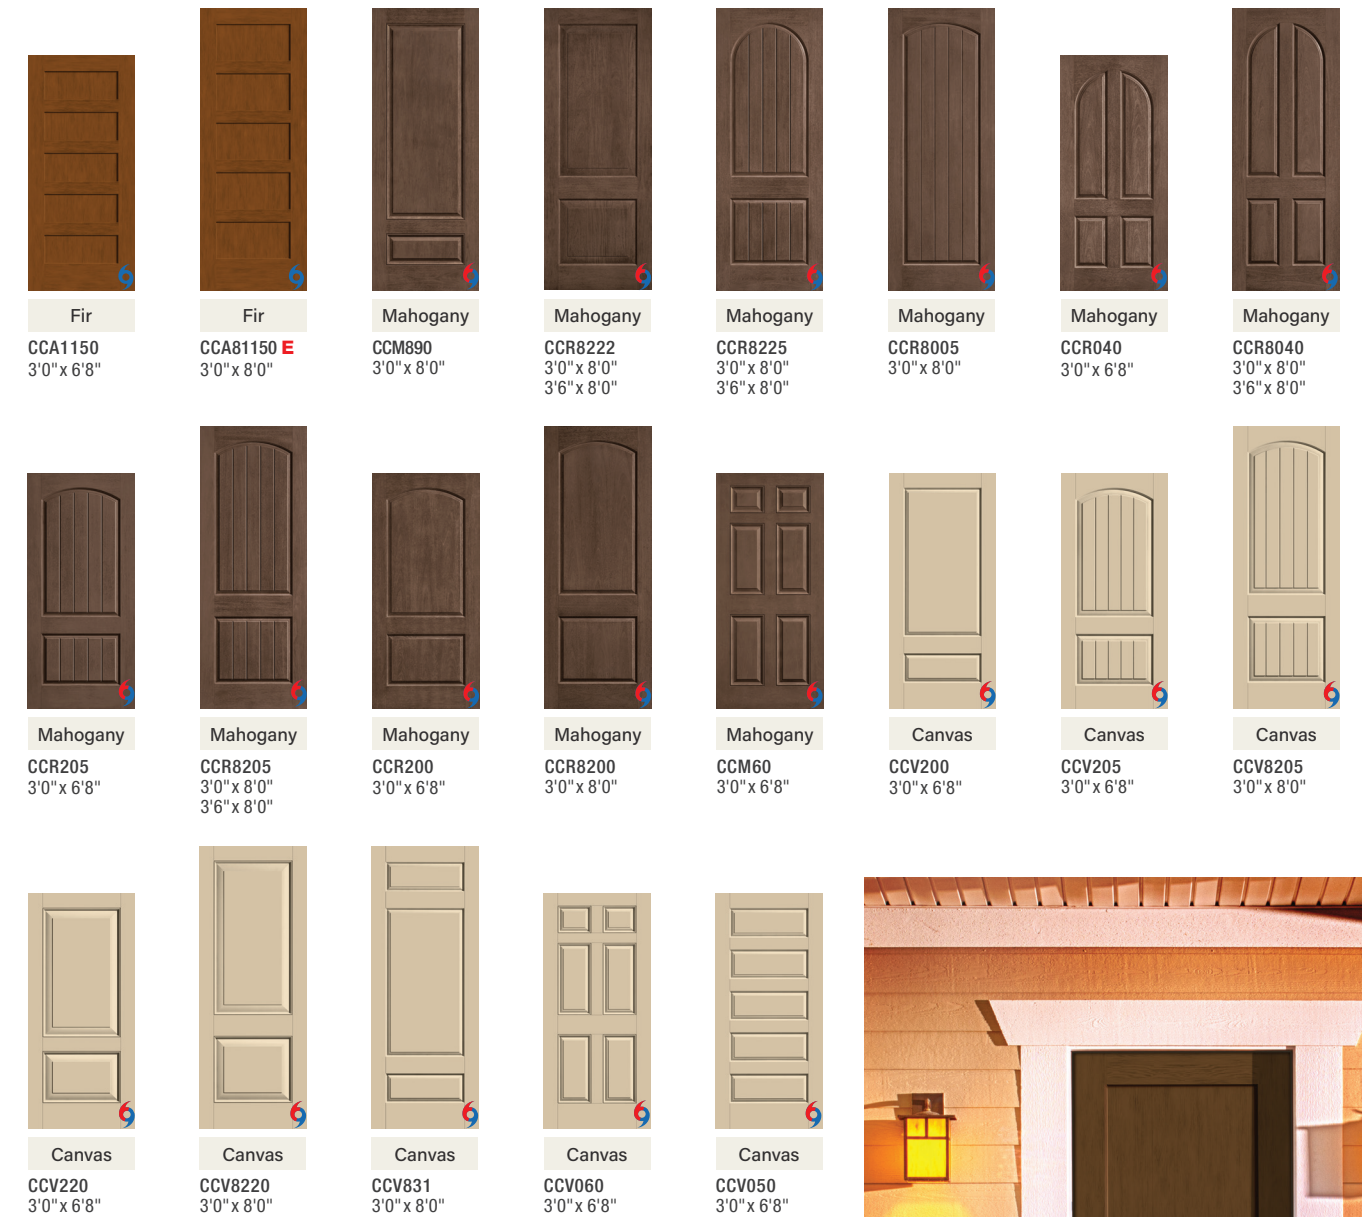 Fir
CCA1150
3'0" x 6'8"
Fir
CCA81150 E
3'0" x 8'0"
Mahogany
CCM890
3'0" x 8'0"
Mahogany
CCR8222
3'0" x 8'0"
3'6" x 8'0"
Mahogany
CCR8225
3'0" x 8'0"
3'6" x 8'0"
Mahogany
CCR8005
3'0" x 8'0"
Mahogany
CCR040
3'0" x 6'8"
Mahogany
CCR8040
3'0" x 8'0"
3'6" x 8'0"
Mahogany
CCR205
3'0" x 6'8"
Mahogany
CCR8205
3'0" x 8'0"
3'6" x 8'0"
Mahogany
CCR200
3'0" x 6'8"
Mahogany
CCR8200
3'0" x 8'0"
Mahogany
CCM60
3'0" x 6'8"
Canvas
CCV200
3'0" x 6'8"
Canvas
CCV205
3'0" x 6'8"
Canvas
CCV8205
3'0" x 8'0"
Canvas
CCV220
3'0" x 6'8"
Canvas
CCV8220
3'0" x 8'0"
Canvas
CCV831
3'0" x 8'0"
Canvas
CCV060
3'0" x 6'8"
Canvas
CCV050
3'0" x 6'8"